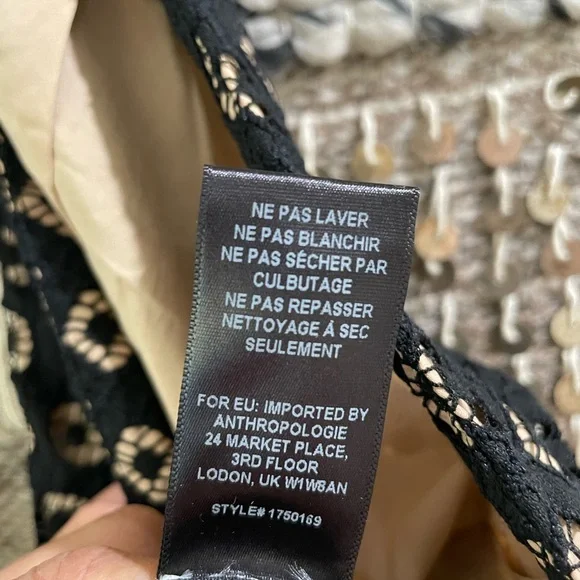 NE PAS LAVER
NE PAS BLANCHIR
NE PAS SÉCHER PAR
CULBUTAGE
NE PAS REPASSER
NETTOYAGE À SEC
SEULEMENT
FOR EU: IMPORTED BY
ANTHROPOLOGIE
24 MARKET PLACE,
3RD FLOOR
LODON, UK W1W8AN
STYLE# 1750169